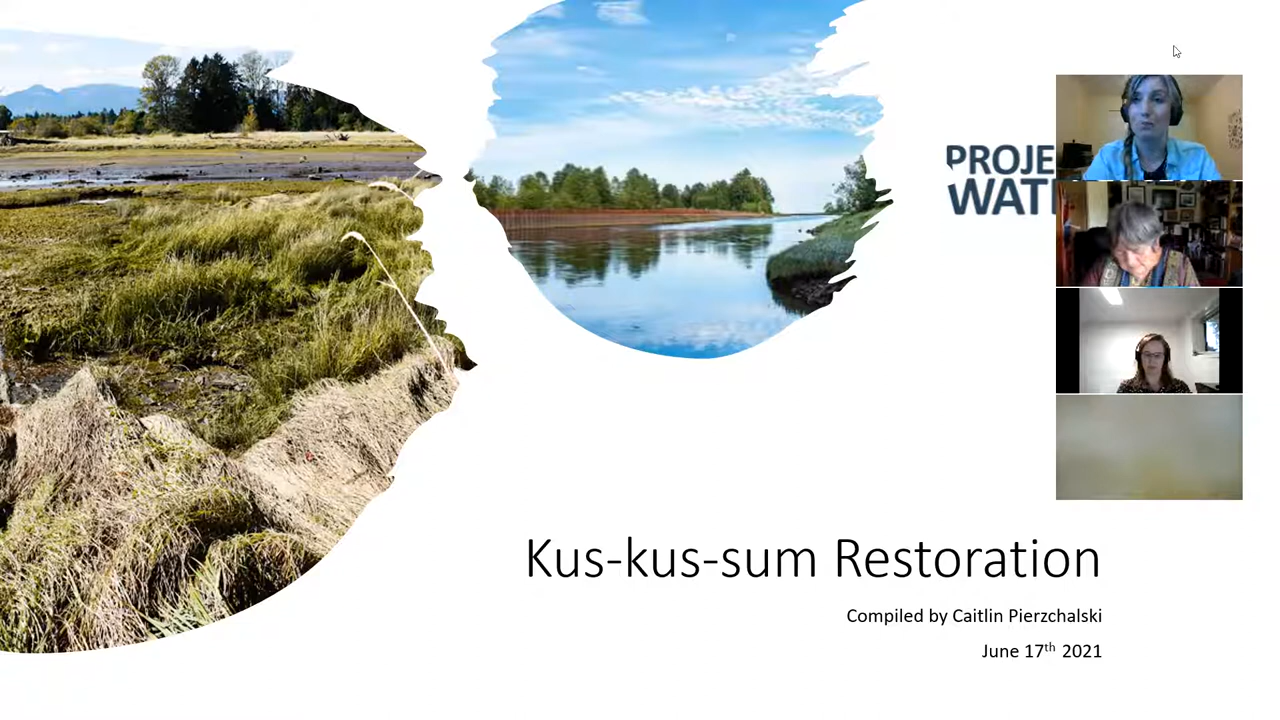 PROJE
WAT
Kus-kus-sum Restoration
Compiled by Caitlin Pierzchalski
June 17th 2021